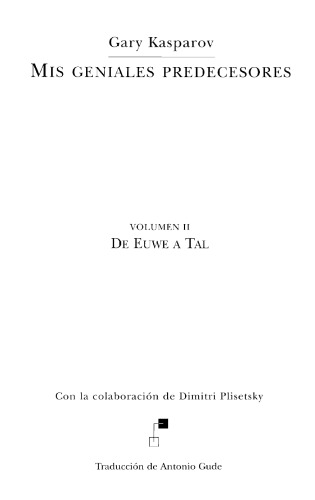 Gary Kasparov
MIS GENIALES PREDECESORES
VOLUMEN II
DE EUWE A TAL
Con la colaboración de Dimitri Plisetsky
Traducción de Antonio Gude